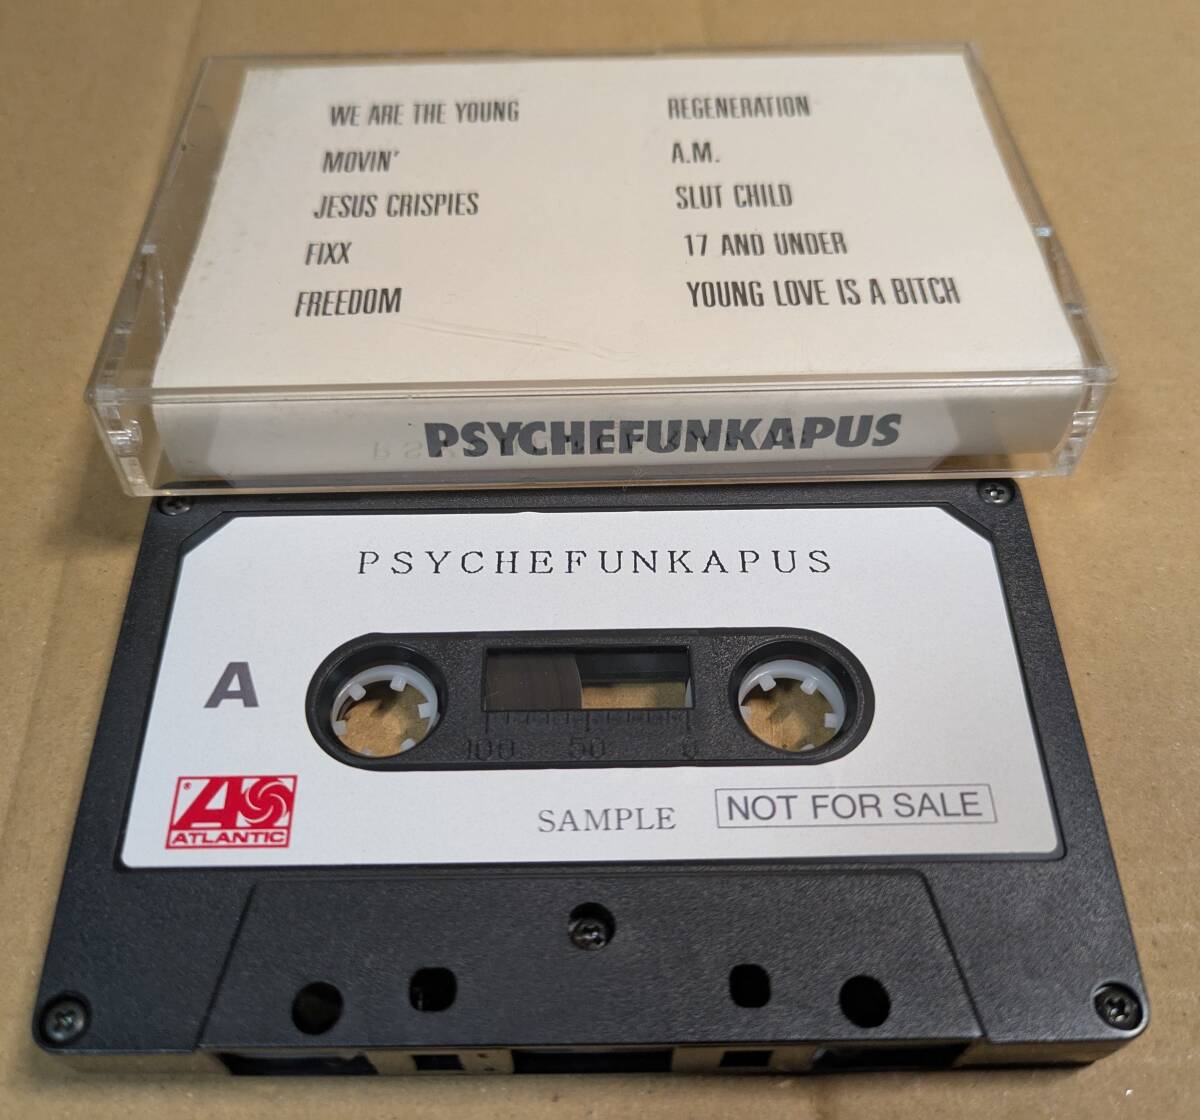 WE ARE THE YOUNG
MOVIN'
JESUS CRISPIES
FIXX
FREEDOM
REGENERATION
A.M.
SLUT CHILD
17 AND UNDER
YOUNG LOVE IS A BITCH
PSYCHEFUNKAPUS
PSYCHEFUNKAPUS
A
100 50 0
® ATLANTIC
SAMPLE
NOT FOR SALE